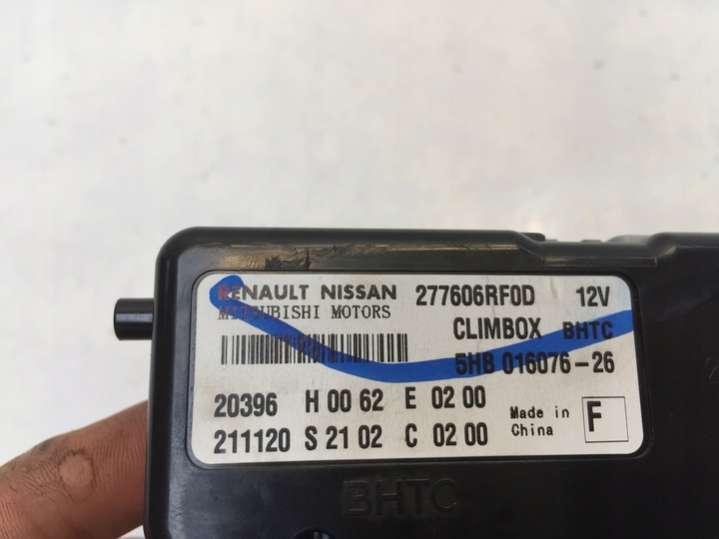 RENAULT NISSAN 277606RF0D 12V
MITSUBISHI MOTORS
CLIMBOX BHTC
5HB 016076-26
20396 H 00 62 E 02 00
211120 S 21 02 C 02 00
Made in China
F
BHTC